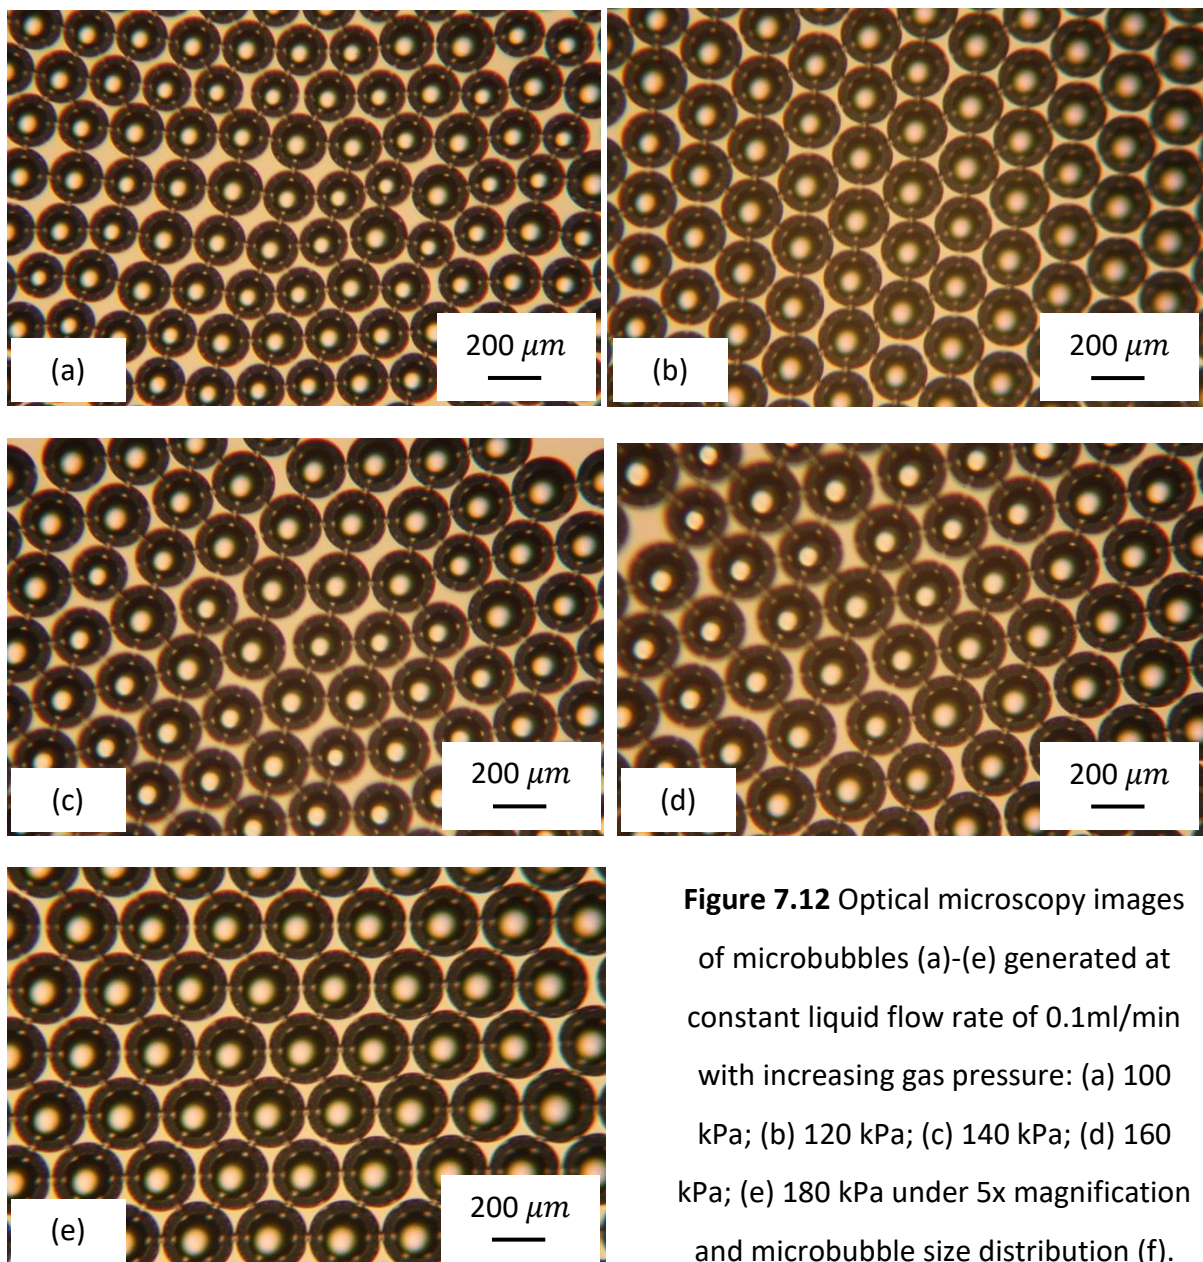 (a)
200 μm
(b)
200 μm
(c)
200 μm
(d)
200 μm
(e)
200 μm
Figure 7.12 Optical microscopy images
of microbubbles (a)-(e) generated at
constant liquid flow rate of 0.1ml/min
with increasing gas pressure: (a) 100
kPa; (b) 120 kPa; (c) 140 kPa; (d) 160
kPa; (e) 180 kPa under 5x magnification
and microbubble size distribution (f).